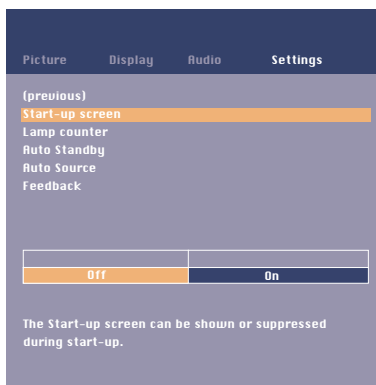 Picture Display Audio Settings
(previous)
Start-up screen
Lamp counter
Auto Standby
Auto Source
Feedback
Off On
The Start-up screen can be shown or suppressed
during start-up.